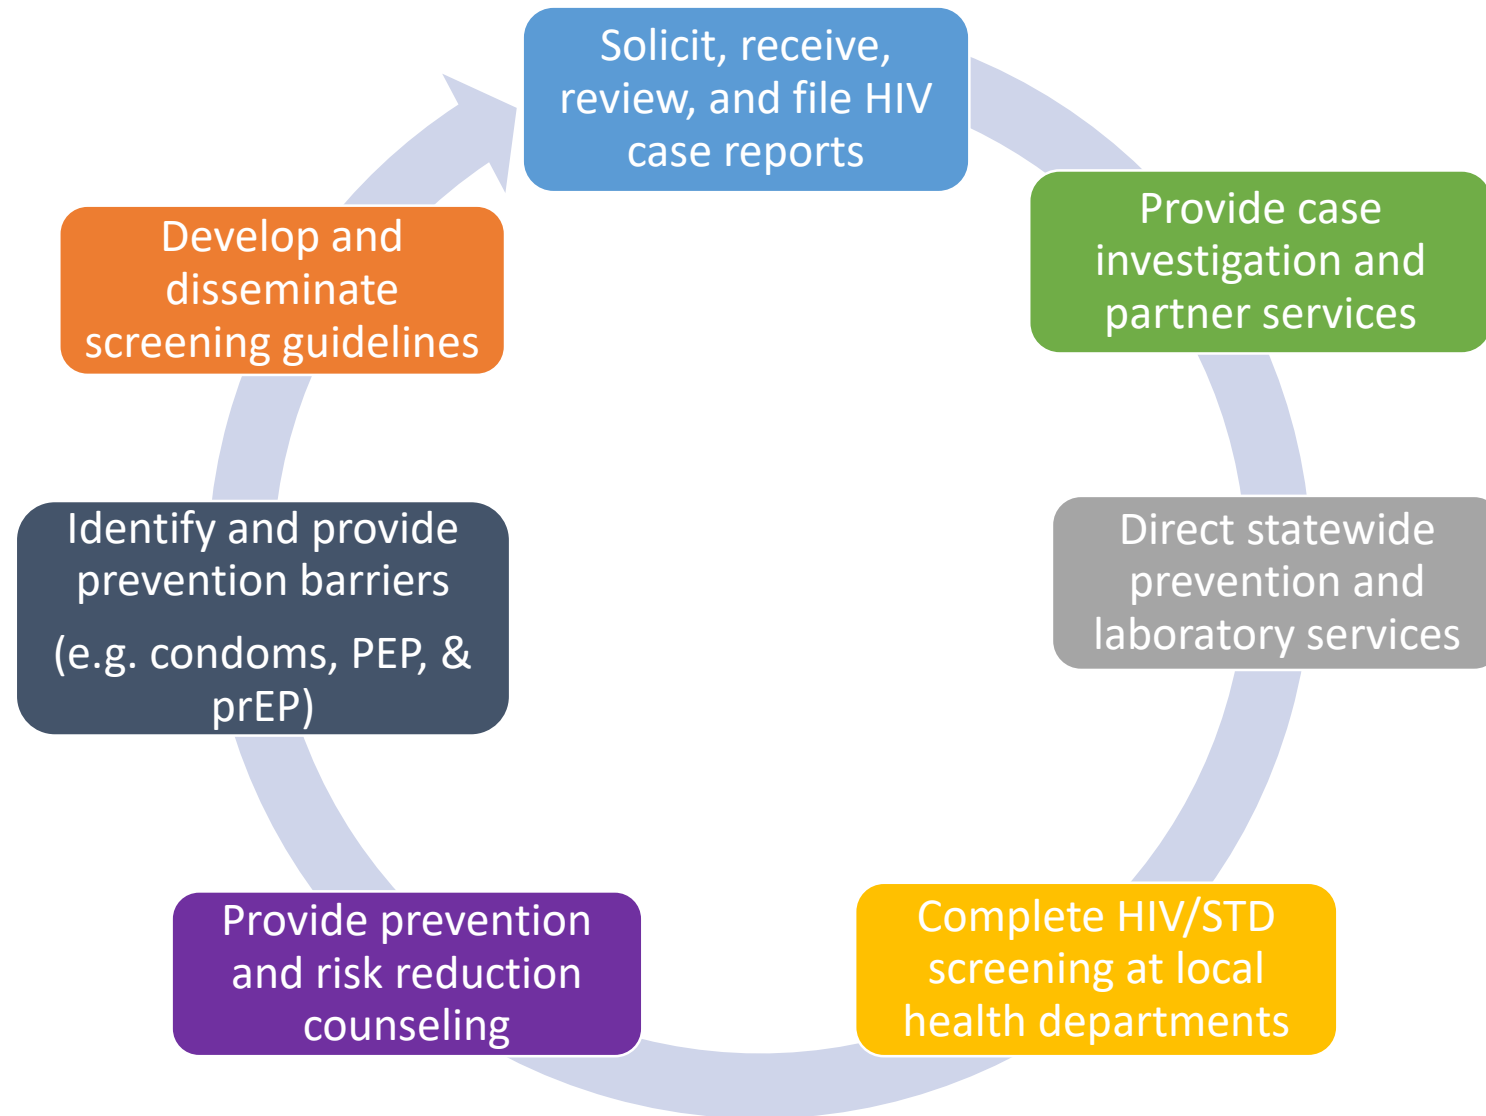 Solicit, receive,
review, and file HIV
case reports
Provide case
investigation and
partner services
Direct statewide
prevention and
laboratory services
Complete HIV/STD
screening at local
health departments
Provide prevention
and risk reduction
counseling
Identify and provide
prevention barriers
(e.g. condoms, PEP, &
prEP)
Develop and
disseminate
screening guidelines